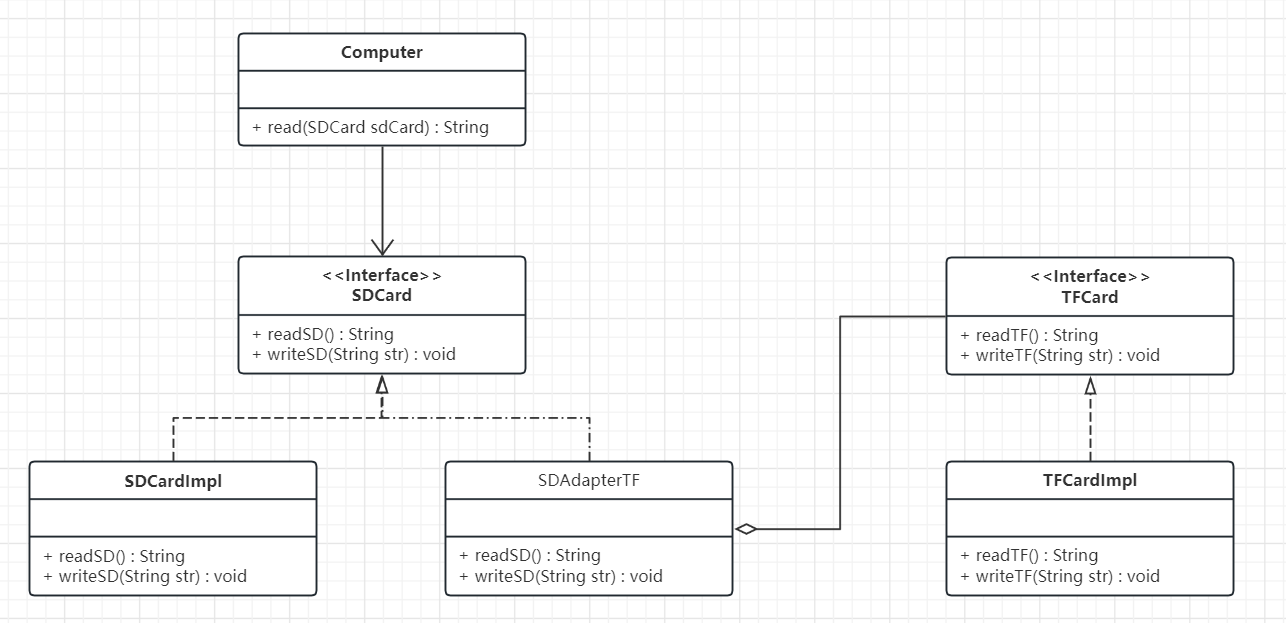 Computer
+ read(SDCard sdCard) : String
<<Interface>>
SDCard
+ readSD() : String
+ writeSD(String str) : void
<<Interface>>
TFCard
+ readTF() : String
+ writeTF(String str) : void
SDCardImpl
+ readSD() : String
+ writeSD(String str) : void
SDAdapterTF
+ readSD() : String
+ writeSD(String str) : void
TFCardImpl
+ readTF() : String
+ writeTF(String str) : void